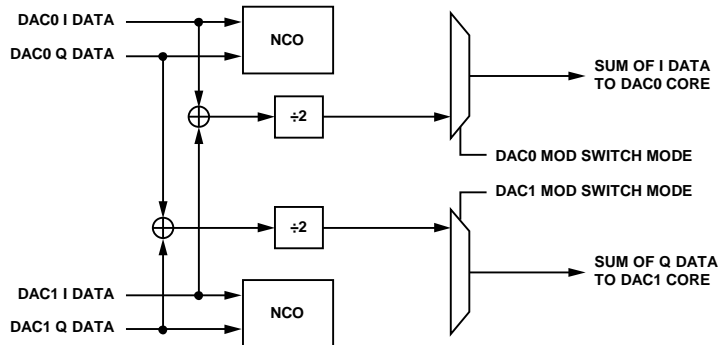 DAC0 I DATA
DAC0 Q DATA
NCO
÷2
SUM OF I DATA
TO DAC0 CORE
DAC0 MOD SWITCH MODE
DAC1 MOD SWITCH MODE
÷2
SUM OF Q DATA
TO DAC1 CORE
DAC1 I DATA
DAC1 Q DATA
NCO